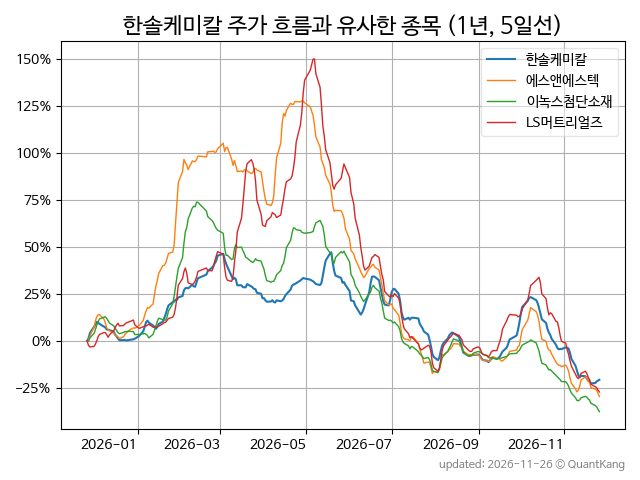 한솔케미칼 주가 흐름과 유사한 종목 (1년, 5일선)
한솔케미칼
에스앤에스텍
이녹스첨단소재
LS머트리얼즈
150%
125%
100%
75%
50%
25%
0%
−25%
2026-01
2026-03
2026-05
2026-07
2026-09
2026-11
updated: 2026-11-26 © QuantKang